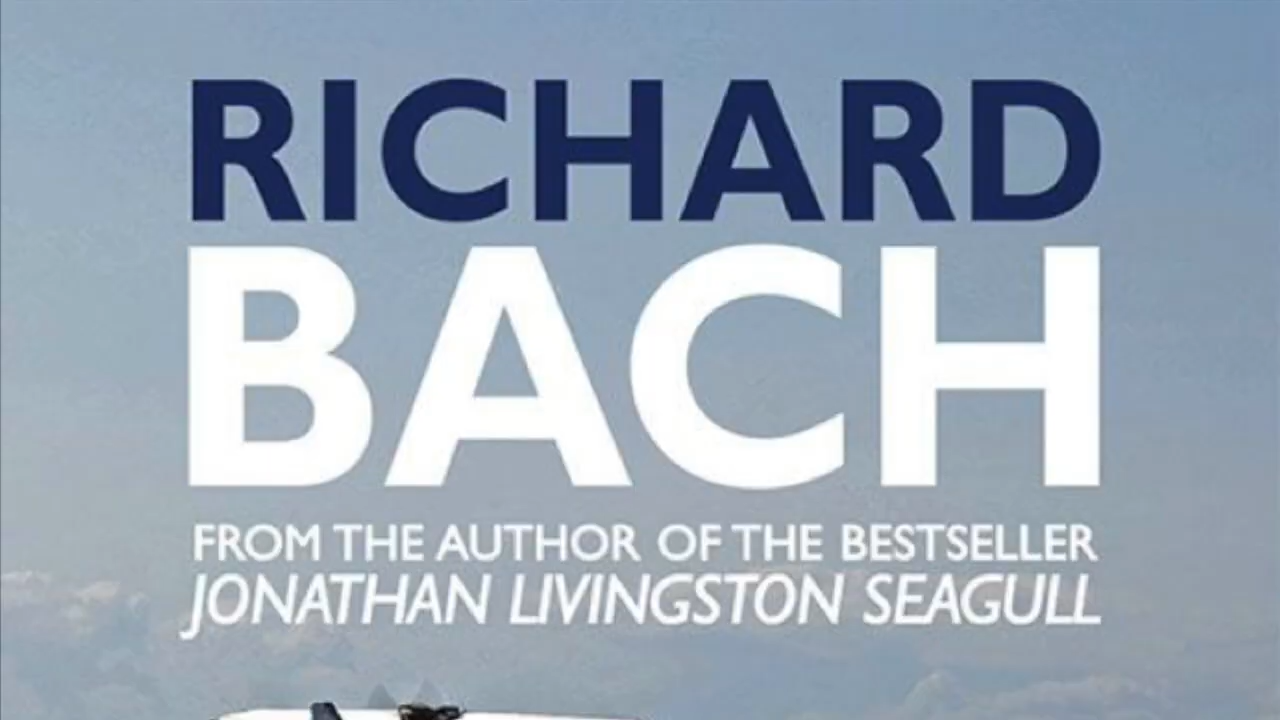 RICHARD
BACH
FROM THE AUTHOR OF THE BESTSELLER
JONATHAN LIVINGSTON SEAGULL